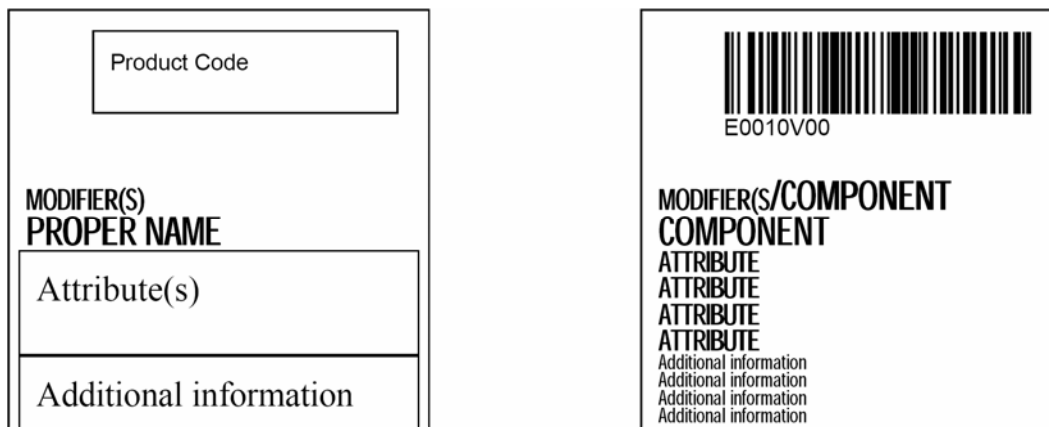 Product Code
MODIFIER(S)
PROPER NAME
Attribute(s)
Additional information
E0010V00
MODIFIER(S/COMPONENT
COMPONENT
ATTRIBUTE
ATTRIBUTE
ATTRIBUTE
ATTRIBUTE
Additional information
Additional information
Additional information
Additional information